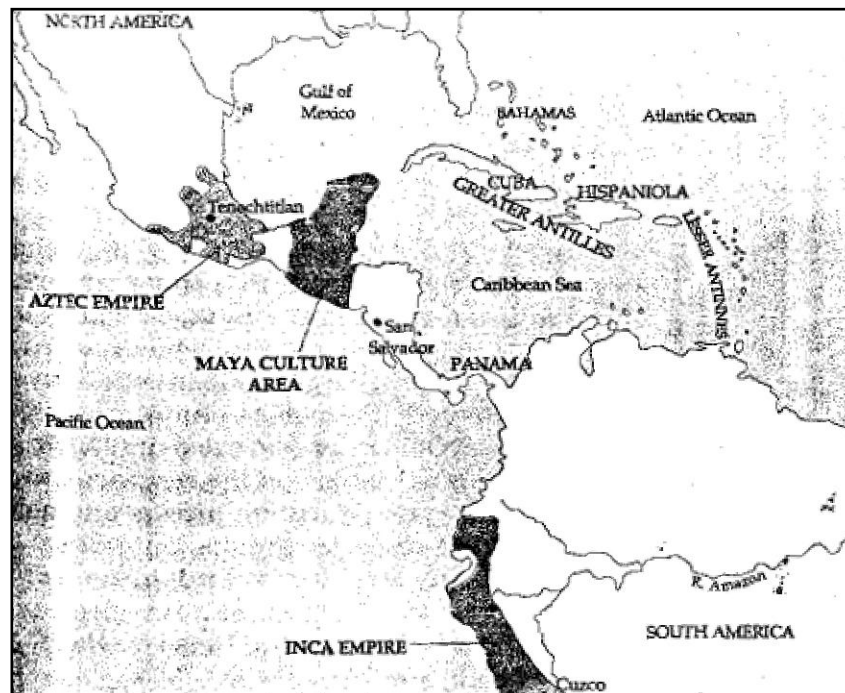 NORTH AMERICA
Gulf of
Mexico
BAHAMAS
Atlantic Ocean
CUBA
HISPANIOLA
GREATER ANTILLES
LESSER ANTINNIS
Tenochtitlan
AZTEC EMPIRE
Caribbean Sea
San
Salvador
MAYA CULTURE
AREA
PANAMA
Pacific Ocean
R. Amazon
SOUTH AMERICA
INCA EMPIRE
Cuzco